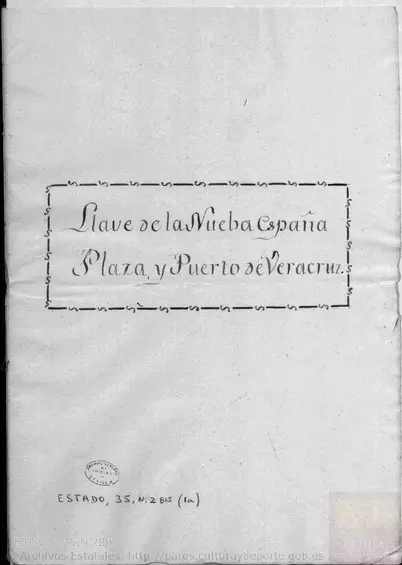 Llave de la Nueba España
Plaza, y Puerto de Veracruz.
ESTADO, 35, N. 2 BIS (1a)
Archivos Estatales, http://pares.culturaydeporte.gob.es